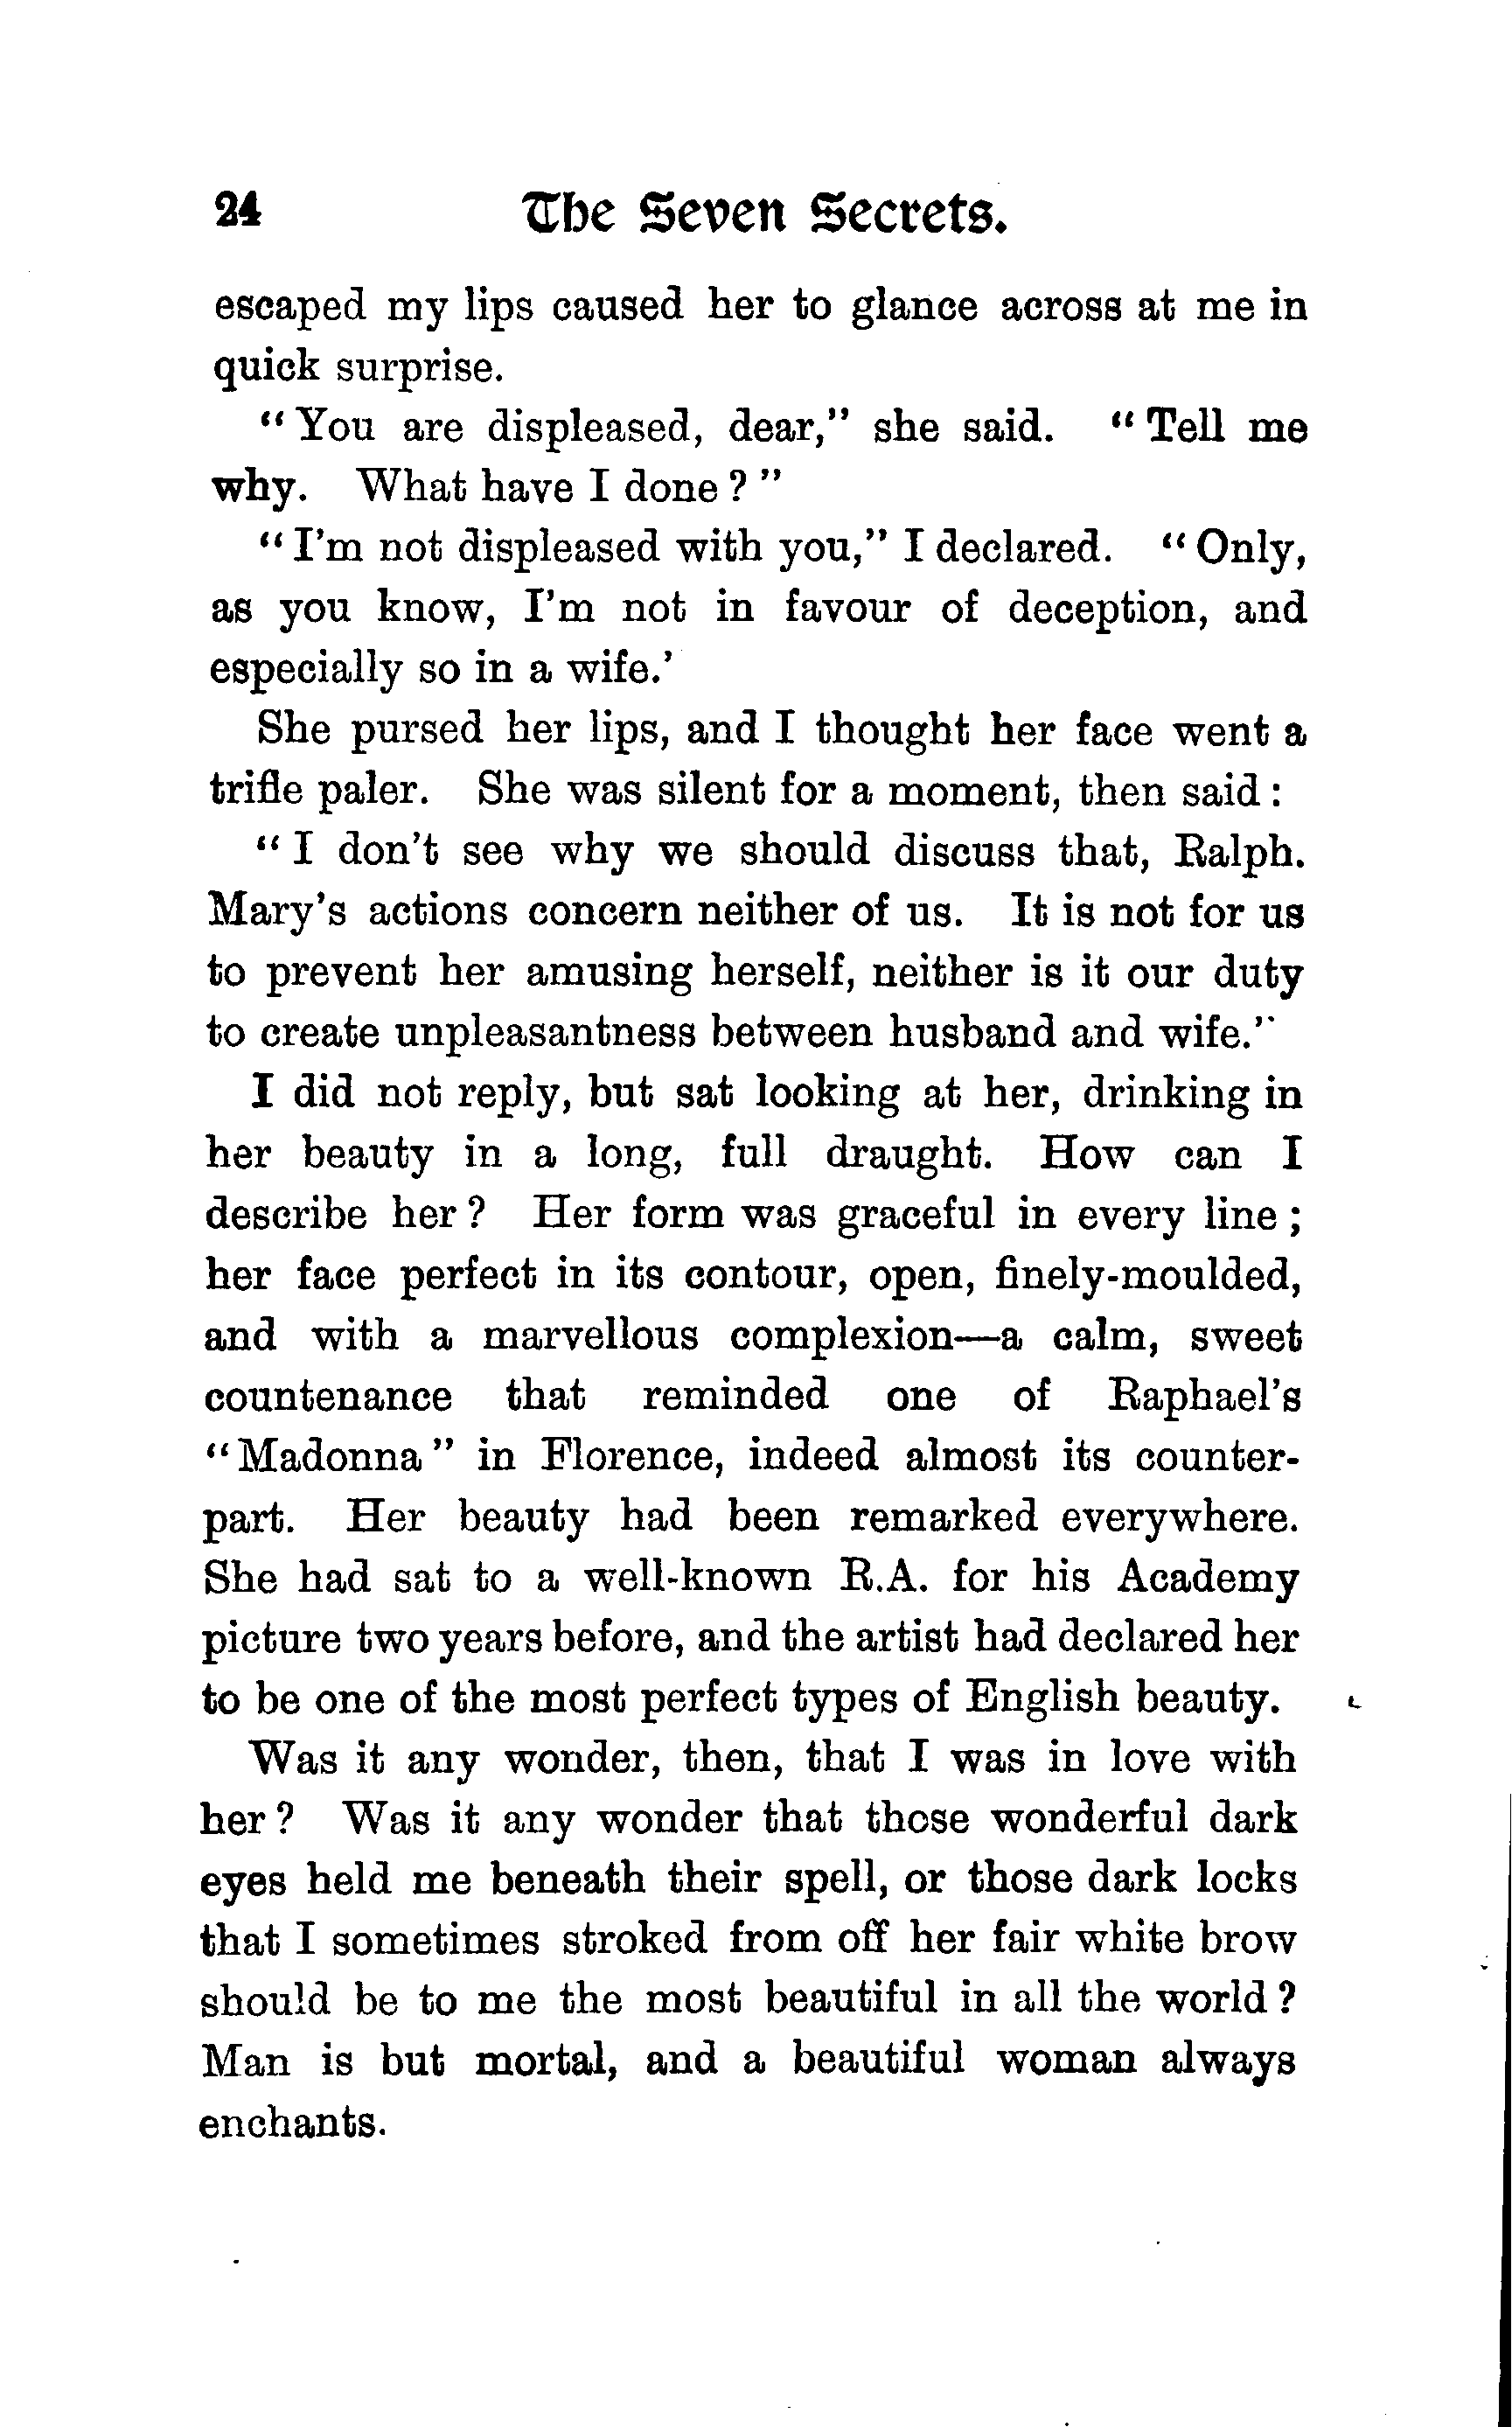 24 The Seven Secrets.
escaped my lips caused her to glance across at me in
quick surprise.
"You are displeased, dear," she said. "Tell me
why. What have I done?"
"I'm not displeased with you," I declared. "Only,
as you know, I'm not in favour of deception, and
especially so in a wife.'
She pursed her lips, and I thought her face went a
trifle paler. She was silent for a moment, then said:
"I don't see why we should discuss that, Ralph.
Mary's actions concern neither of us. It is not for us
to prevent her amusing herself, neither is it our duty
to create unpleasantness between husband and wife."
I did not reply, but sat looking at her, drinking in
her beauty in a long, full draught. How can I
describe her? Her form was graceful in every line;
her face perfect in its contour, open, finely-moulded,
and with a marvellous complexion—a calm, sweet
countenance that reminded one of Raphael's
"Madonna" in Florence, indeed almost its counter-
part. Her beauty had been remarked everywhere.
She had sat to a well-known R.A. for his Academy
picture two years before, and the artist had declared her
to be one of the most perfect types of English beauty.
Was it any wonder, then, that I was in love with
her? Was it any wonder that those wonderful dark
eyes held me beneath their spell, or those dark locks
that I sometimes stroked from off her fair white brow
should be to me the most beautiful in all the world?
Man is but mortal, and a beautiful woman always
enchants.